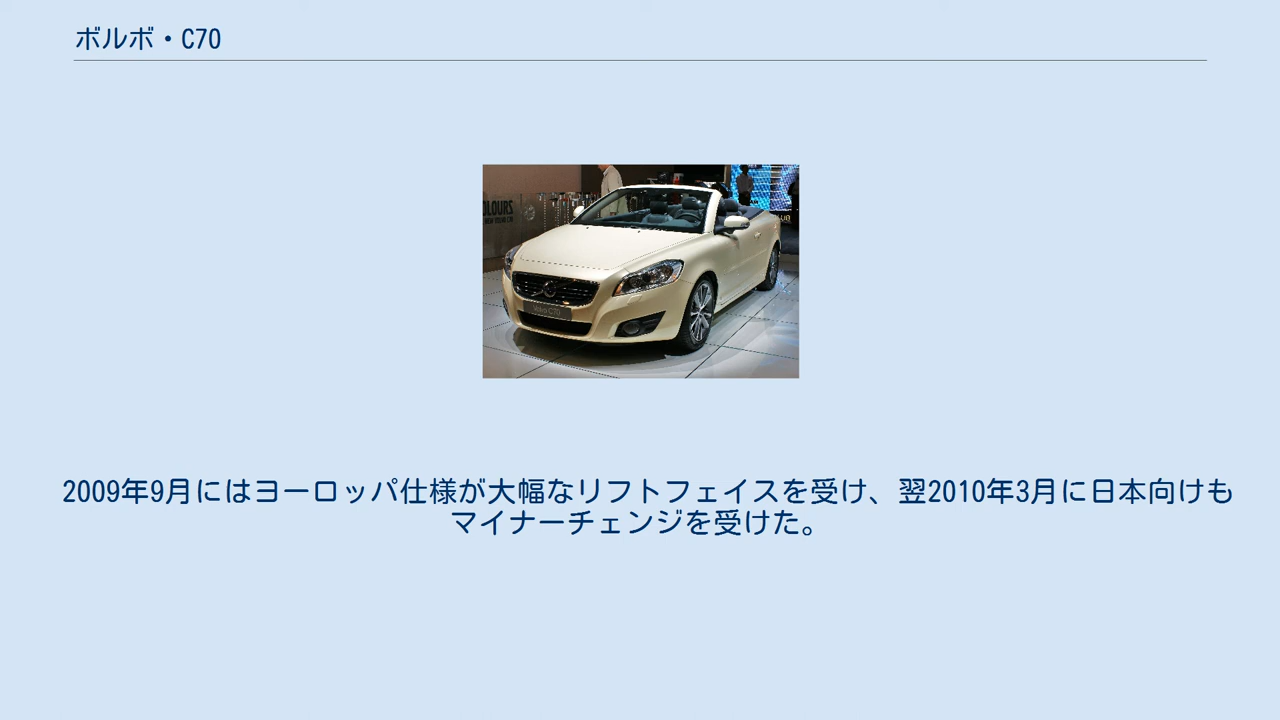 ボルボ・C70
OLOURS
Volvo C70
2009年9月にはヨーロッパ仕様が大幅なリフトフェイスを受け、翌2010年3月に日本向けも
マイナーチェンジを受けた。